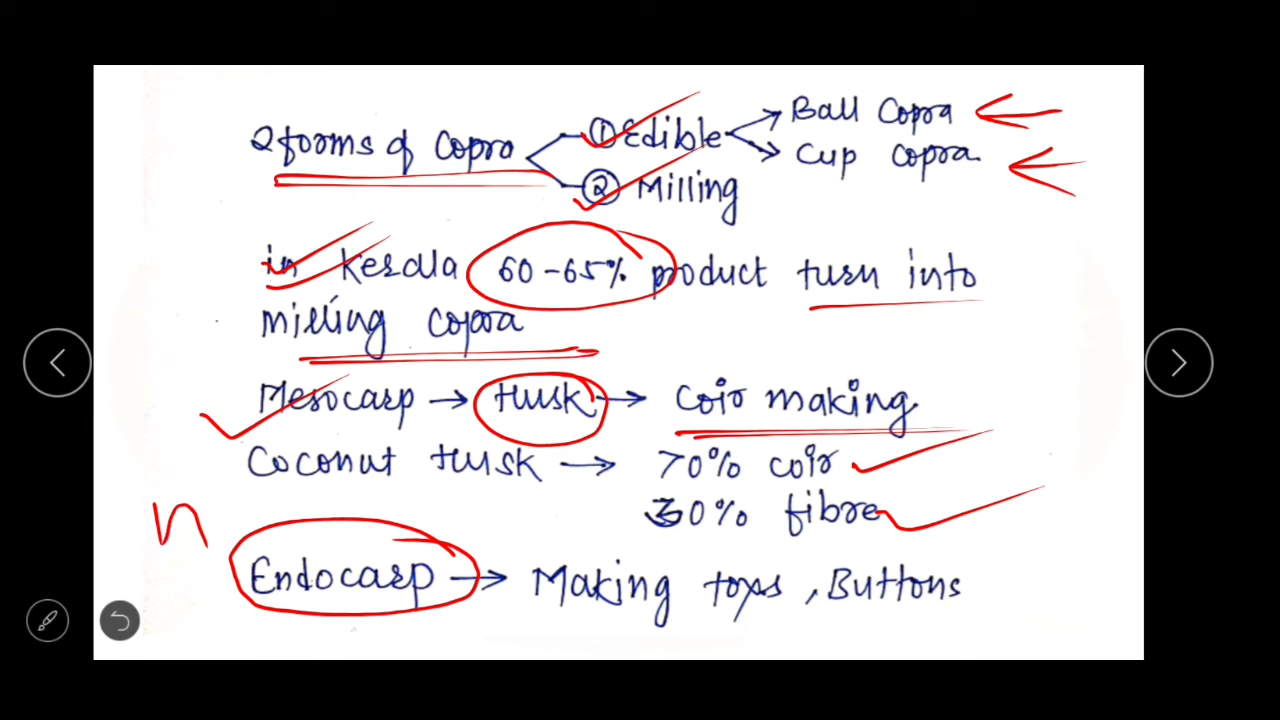 2 forms of Copra ① Edible Ball Copra
Cup Copra
② Milling
in Kerala 60-65% product turn into
milling copra
Mesocarp → Husk → Coir making
Coconut Husk → 70% coir
30% fibre
n
Endocarp → Making toys, Buttons